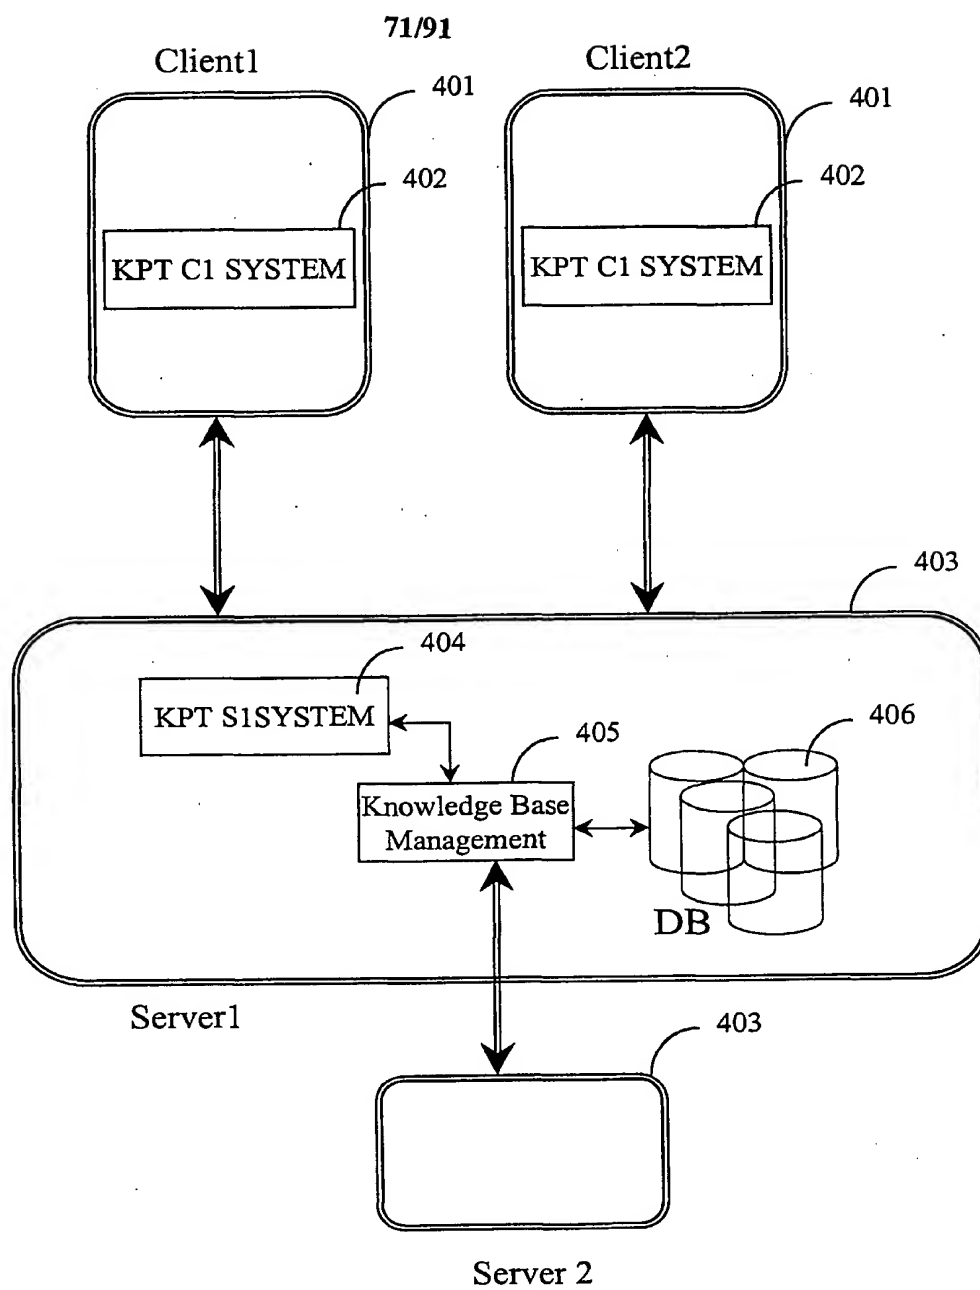 71/91
Client1
Client2
401
401
402
402
KPT C1 SYSTEM
KPT C1 SYSTEM
403
404
KPT S1SYSTEM
405
406
Knowledge Base
Management
DB
Server1
403
Server 2